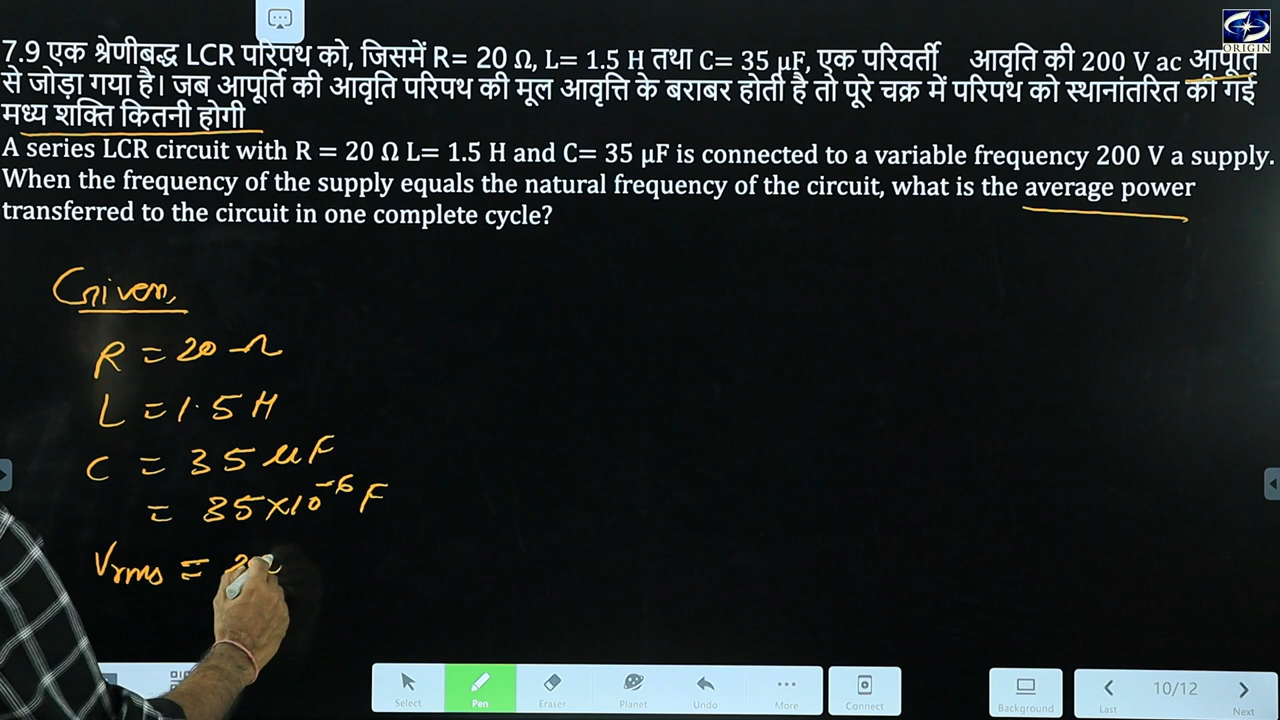 ORIGIN
7.9 एक श्रेणीबद्ध LCR परिपथ को, जिसमें R= 20 Ω, L= 1.5 H तथा C= 35 μF, एक परिवर्ती आवृति की 200 V ac आपूर्ति
से जोड़ा गया है। जब आपूर्ति की आवृति परिपथ की मूल आवृत्ति के बराबर होती है तो पूरे चक्र में परिपथ को स्थानांतरित की गई
मध्य शक्ति कितनी होगी
A series LCR circuit with R = 20 Ω L= 1.5 H and C= 35 μF is connected to a variable frequency 200 V a supply.
When the frequency of the supply equals the natural frequency of the circuit, what is the average power
transferred to the circuit in one complete cycle?
Given,
R = 20 Ω
L = 1.5 H
C = 35 μF
= 35×10⁻⁶ F
Vrms =
Select Pen Eraser Planet Undo More Connect Background Last 10/12 Next